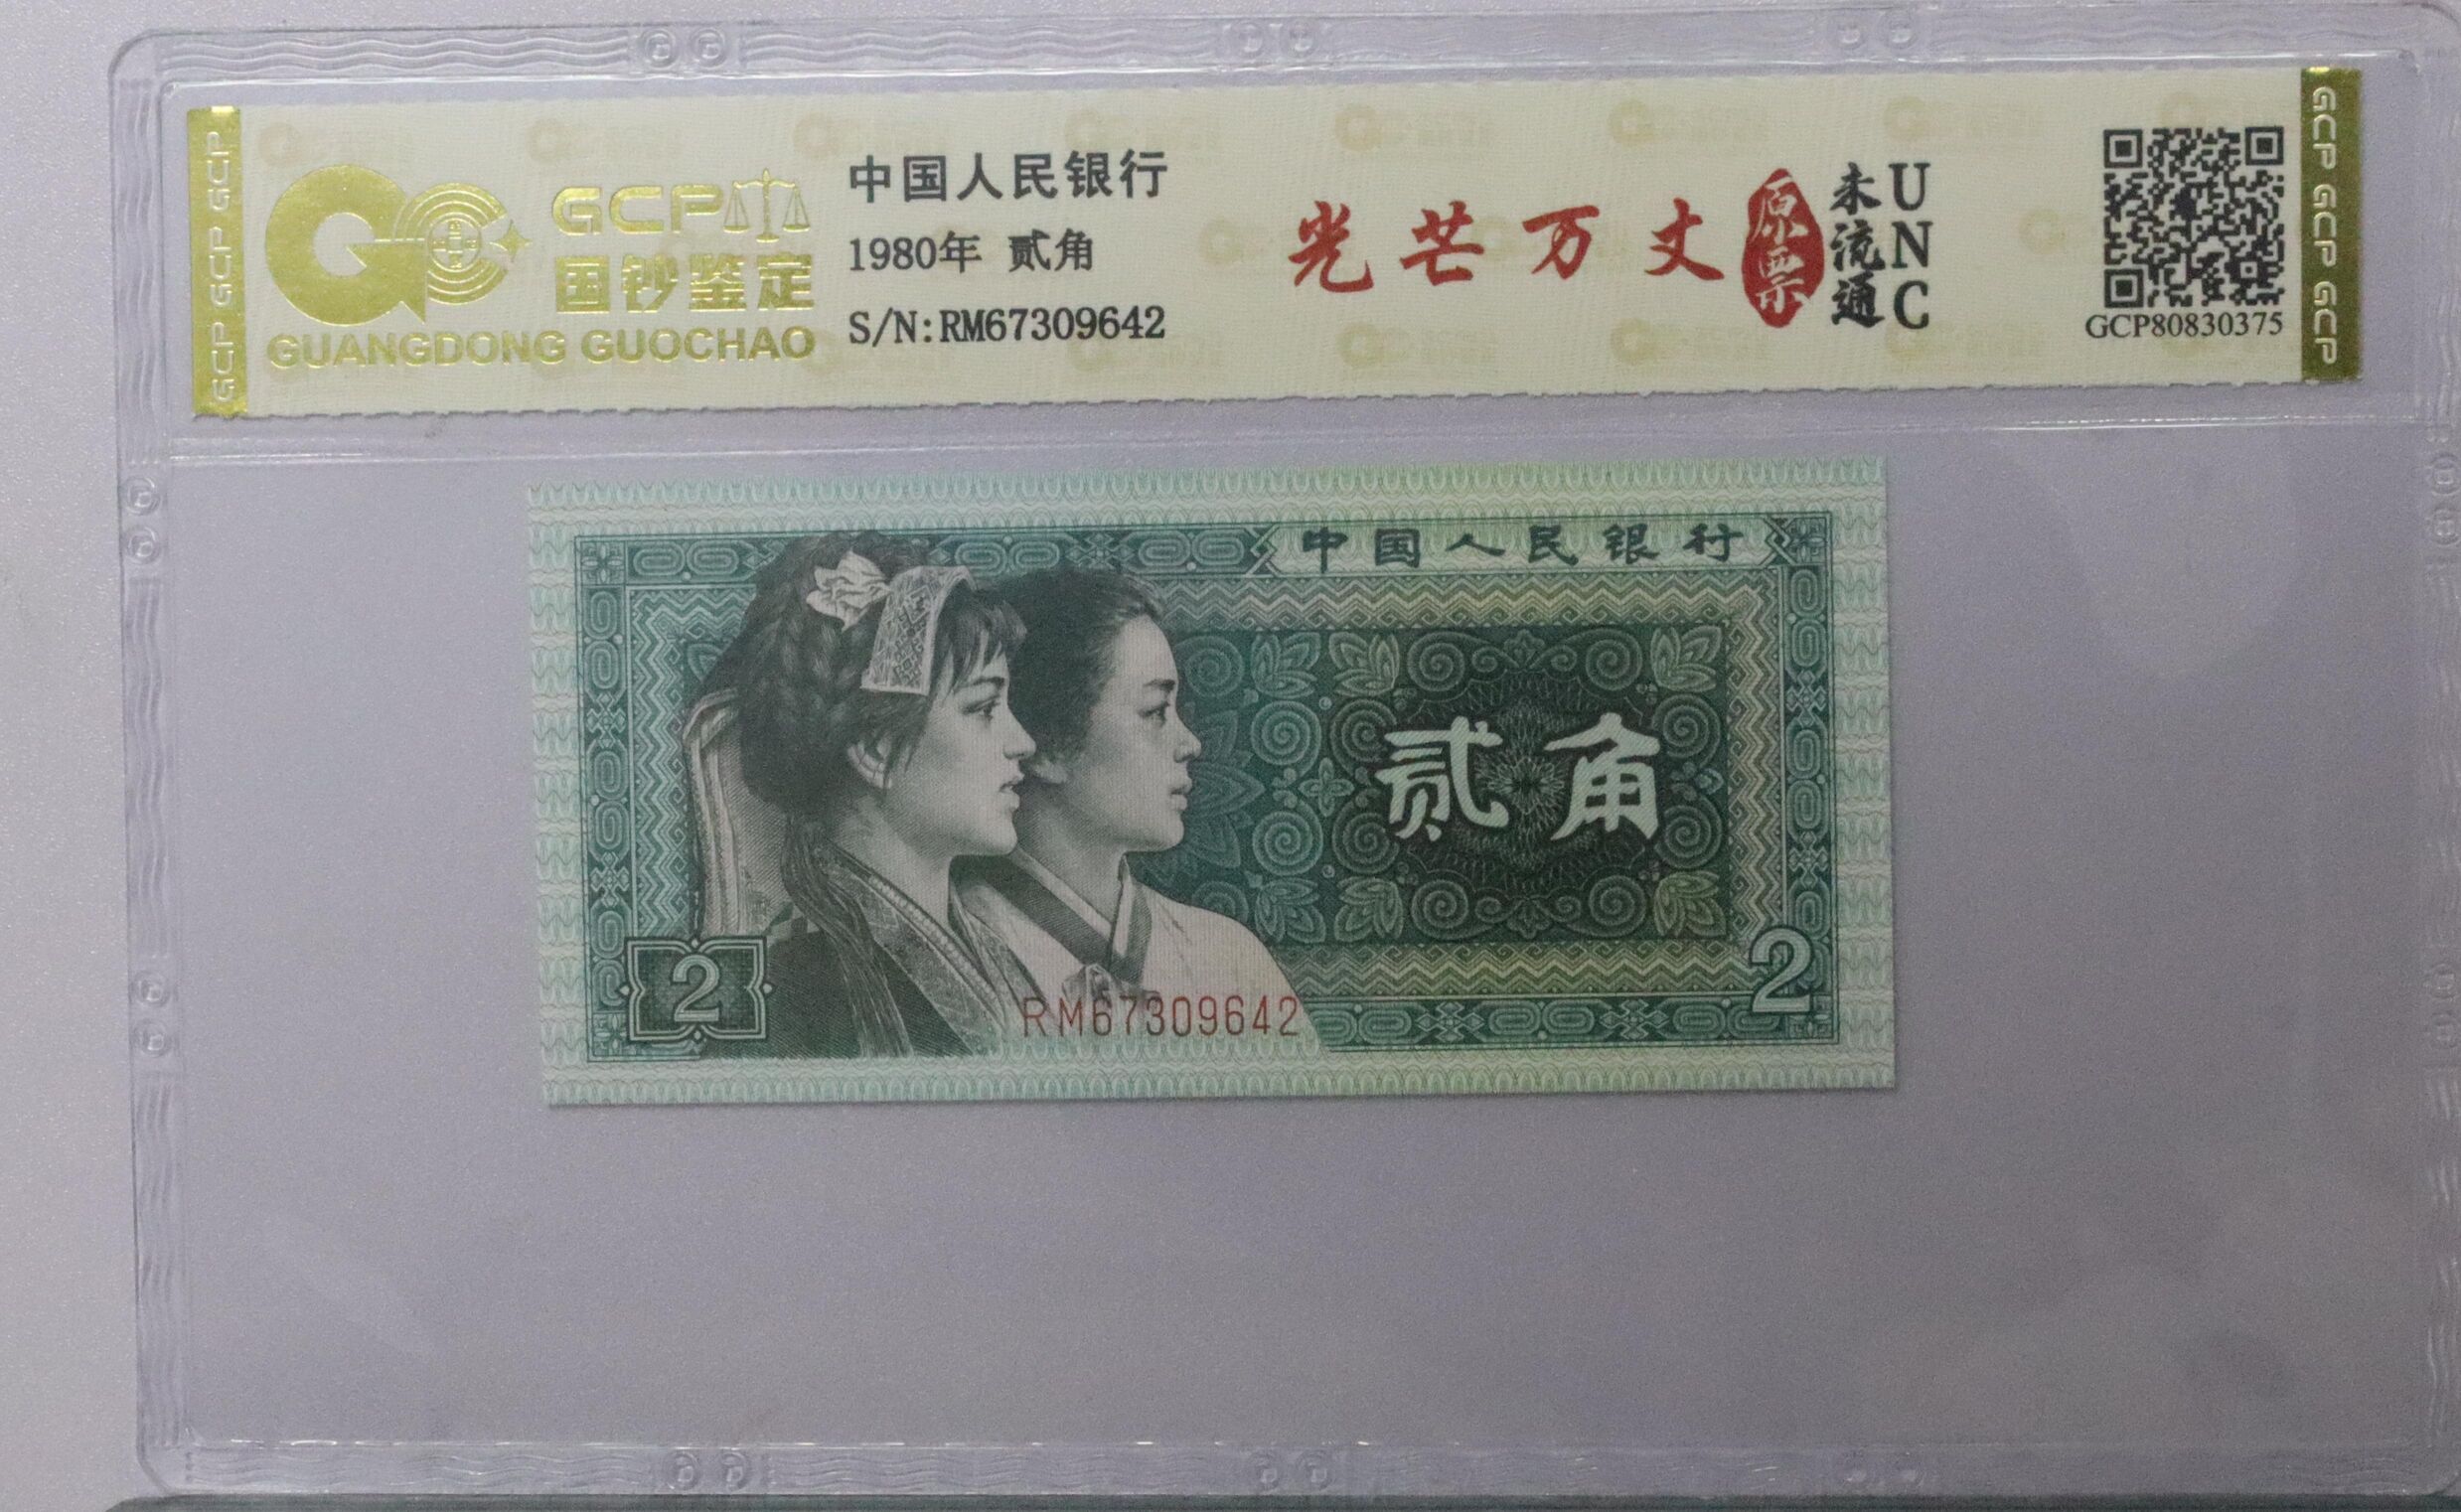 GCP GCP GCP
GCP
国钞鉴定
GUANGDONG GUOCHAO
中国人民银行
1980年 贰角
S/N:RM67309642
光芒万丈
原票
未流通
UNC
GCP80830375
GCP GCP GCP GCP
中国人民银行
贰角
2
2
RM67309642